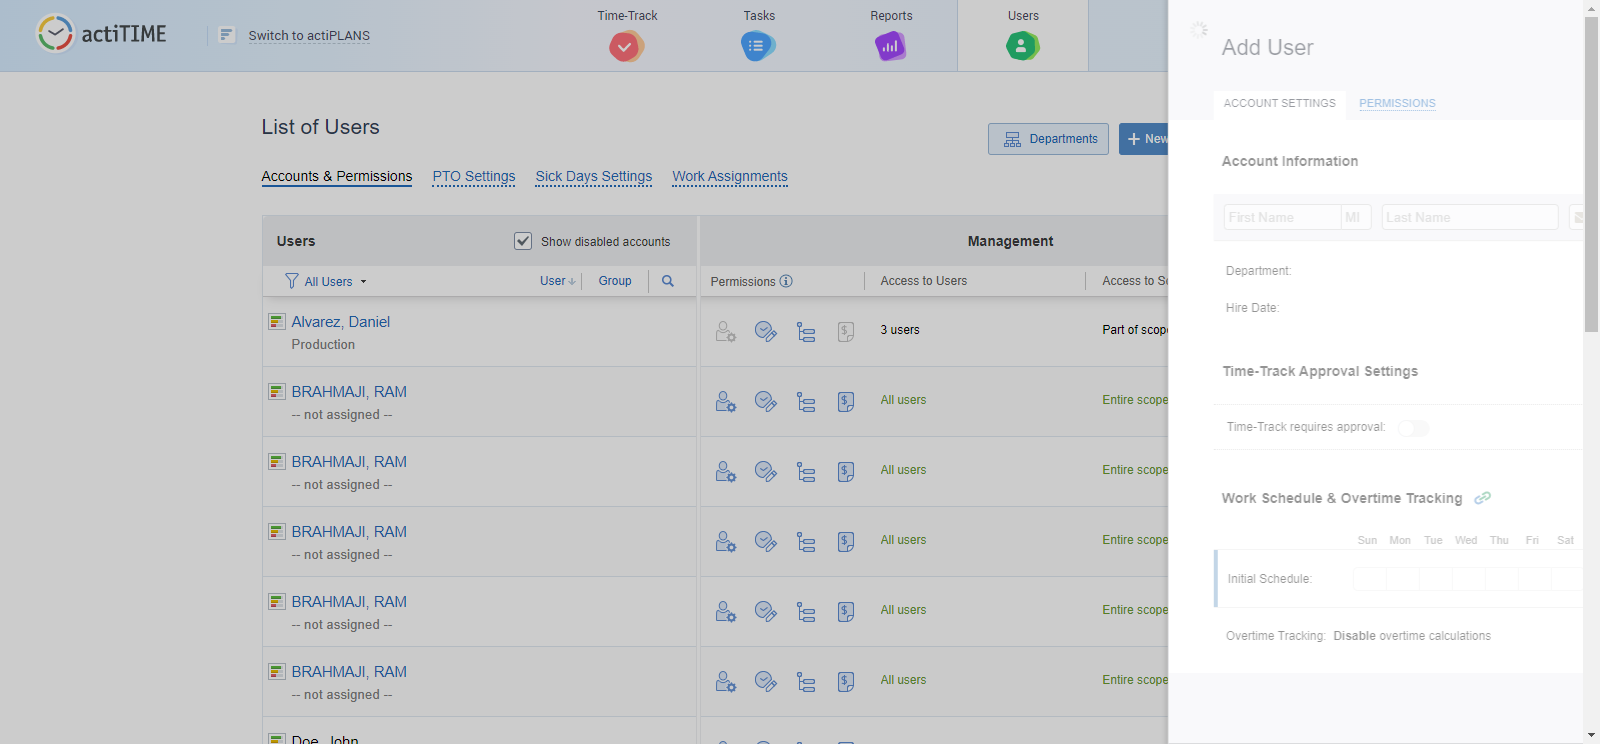 actiTIME
Switch to actiPLANS
Time-Track
Tasks
Reports
Users
List of Users
Departments
New
Accounts & Permissions
PTO Settings
Sick Days Settings
Work Assignments
Users
Show disabled accounts
Management
All Users
User
Group
Permissions
Access to Users
Access to Sc
Alvarez, Daniel
Production
3 users
Part of scop
BRAHMAJI, RAM
-- not assigned --
All users
Entire scope
BRAHMAJI, RAM
-- not assigned --
All users
Entire scope
BRAHMAJI, RAM
-- not assigned --
All users
Entire scope
BRAHMAJI, RAM
-- not assigned --
All users
Entire scope
BRAHMAJI, RAM
-- not assigned --
All users
Entire scope
Doe, John
Add User
ACCOUNT SETTINGS
PERMISSIONS
Account Information
First Name
MI
Last Name
Department:
Hire Date:
Time-Track Approval Settings
Time-Track requires approval:
Work Schedule & Overtime Tracking
Sun Mon Tue Wed Thu Fri Sat
Initial Schedule:
Overtime Tracking: Disable overtime calculations